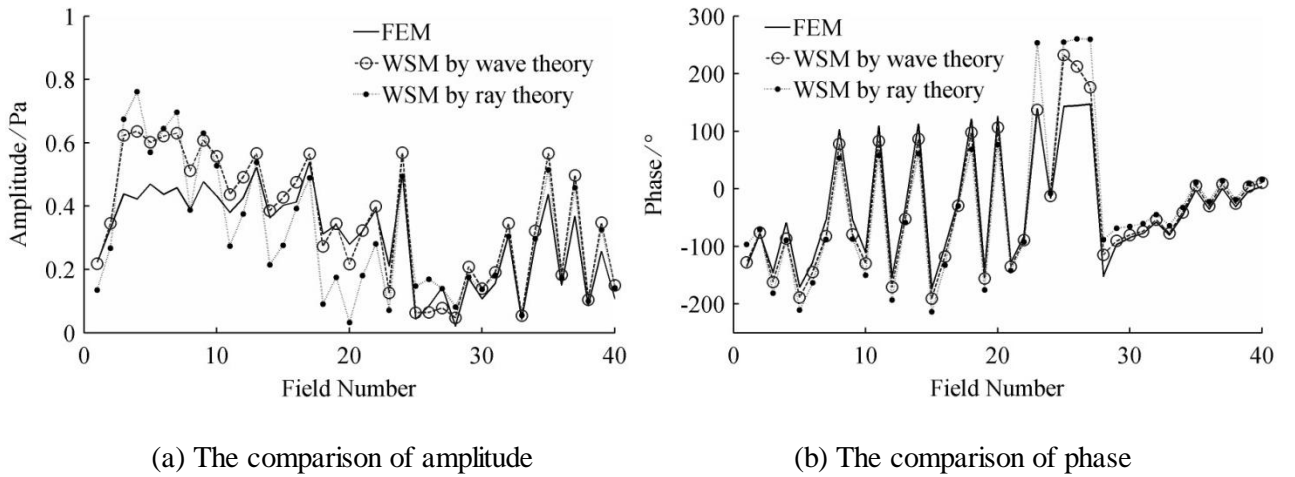 1
0.8
0.6
0.4
0.2
0
Amplitude/Pa
FEM
WSM by wave theory
WSM by ray theory
0 10 20 30 40
Field Number
(a) The comparison of amplitude
300
200
100
0
-100
-200
Phase/°
FEM
WSM by wave theory
WSM by ray theory
0 10 20 30 40
Field Number
(b) The comparison of phase